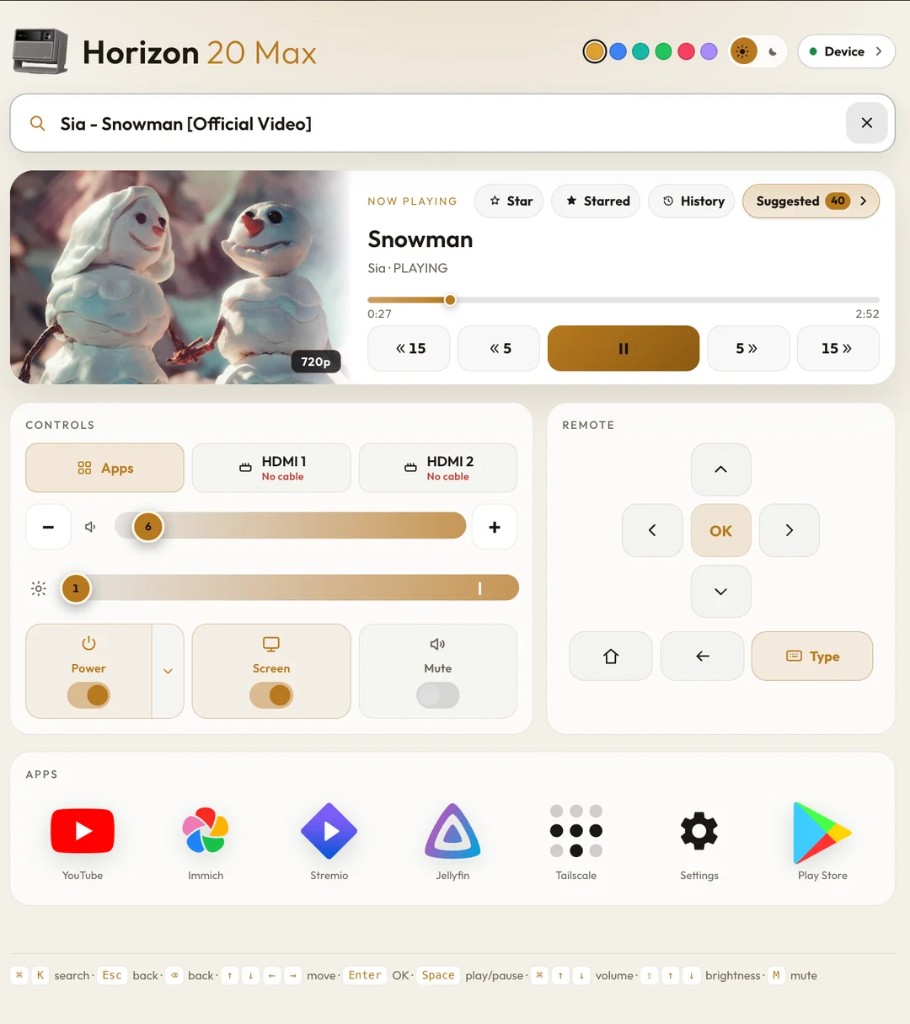 Horizon 20 Max
Device
Sia - Snowman [Official Video]
NOW PLAYING
Star
Starred
History
Suggested 40
Snowman
Sia · PLAYING
0:27
2:52
720p
« 15
« 5
5 »
15 »
CONTROLS
Apps
HDMI 1
No cable
HDMI 2
No cable
6
1
Power
Screen
Mute
REMOTE
OK
Type
APPS
YouTube
Immich
Stremio
Jellyfin
Tailscale
Settings
Play Store
⌘ K search · Esc back · ⌫ back · ↑ ↓ ← → move · Enter OK · Space play/pause · ⌘ ↑ ↓ volume · ⇧ ↑ ↓ brightness · M mute